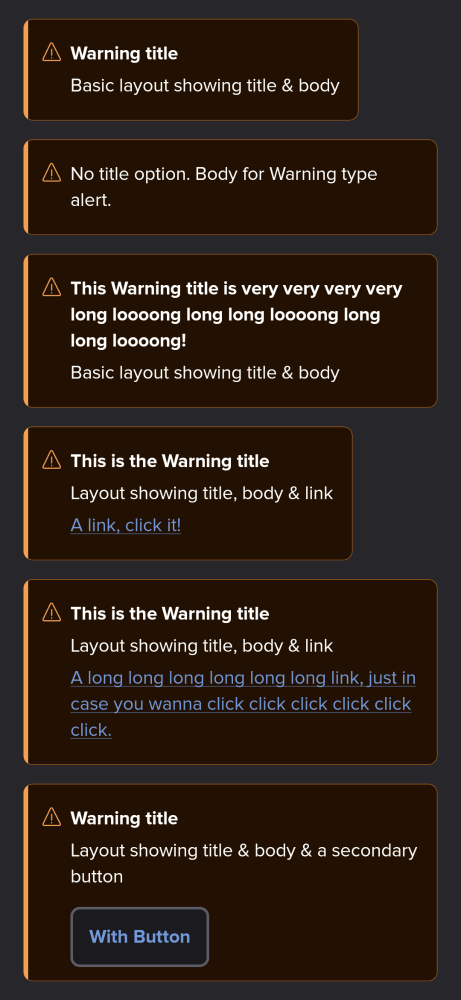 Warning title
Basic layout showing title & body
No title option. Body for Warning type
alert.
This Warning title is very very very very
long loooong long long loooong long
long loooong!
Basic layout showing title & body
This is the Warning title
Layout showing title, body & link
A link, click it!
This is the Warning title
Layout showing title, body & link
A long long long long long long link, just in
case you wanna click click click click click
click.
Warning title
Layout showing title & body & a secondary
button
With Button